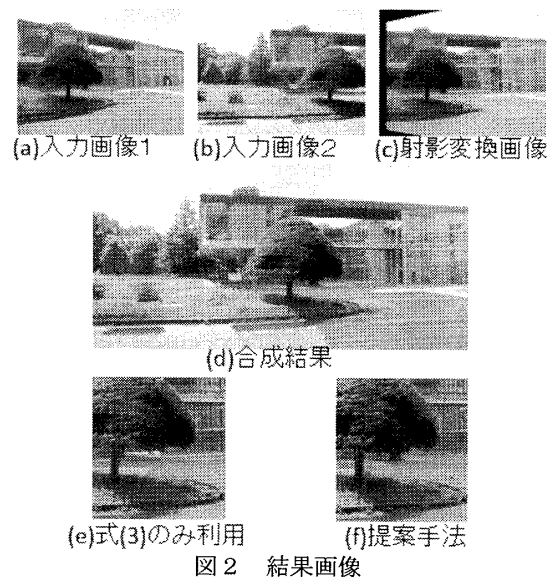 (a)入力画像1
(b)入力画像2
(c)射影変換画像
(d)合成結果
(e)式(3)のみ利用
(f)提案手法
図2 結果画像